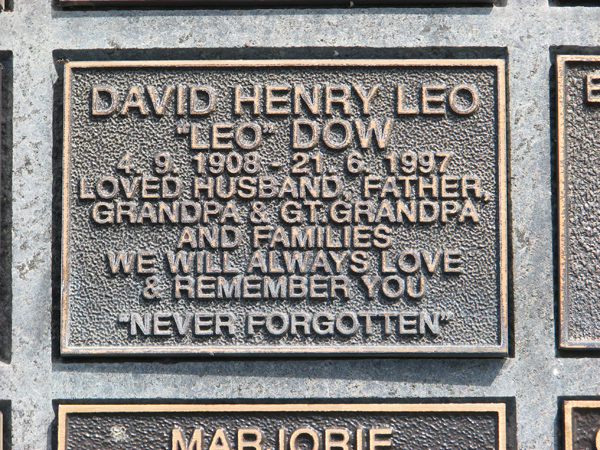 DAVID HENRY LEO
"LEO" DOW
4. 9. 1908 - 21. 6. 1997
LOVED HUSBAND, FATHER,
GRANDPA & GT. GRANDPA
AND FAMILIES
WE WILL ALWAYS LOVE
& REMEMBER YOU
"NEVER FORGOTTEN"
MARJORIE